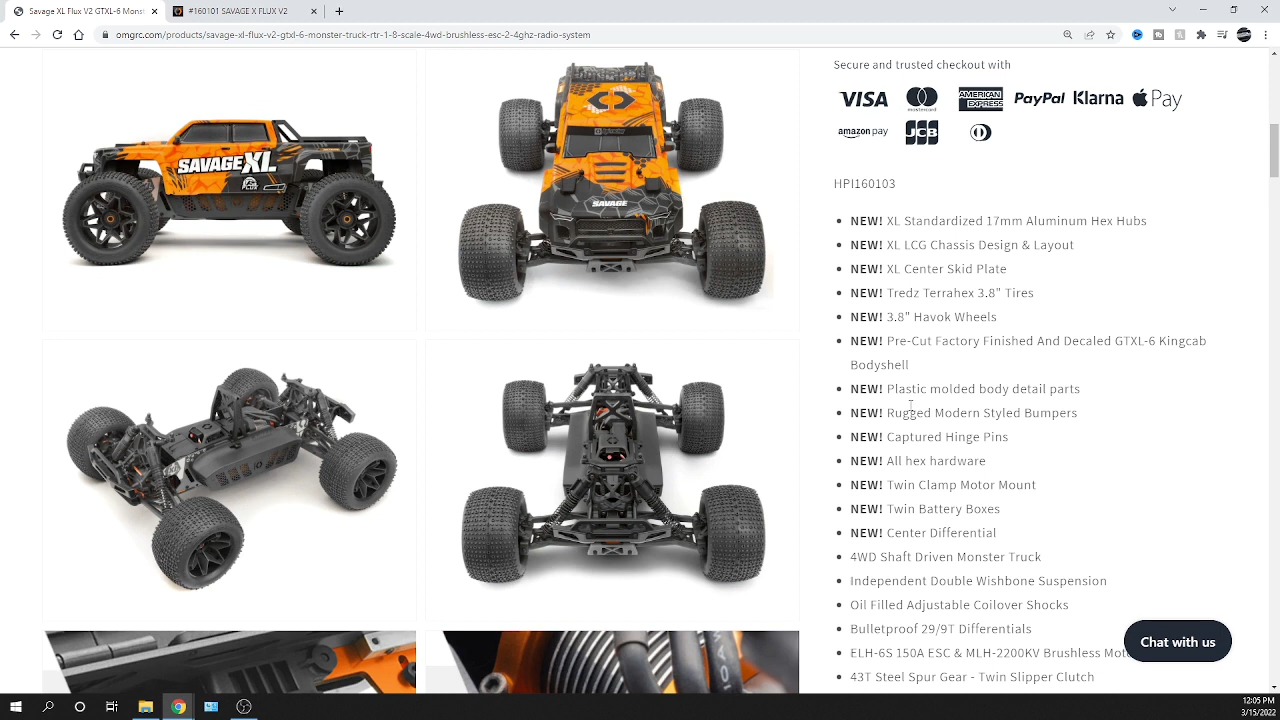 Savage XL Flux V2 GTXL-6 Monst
#160101 SAVAGE XLFLUX V2
omgrc.com/products/savage-xl-flux-v2-gtxl-6-monster-truck-rtr-1-8-scale-4wd-brushless-esc-2-4ghz-radio-system
SAVAGE XL
FLUX
SAVAGE
Secure and trusted checkout with
VISA mastercard AMERICAN EXPRESS PayPal Klarna Apple Pay
amazon pay JCB
HPI160103
NEW! XL Standardized 17mm Aluminum Hex Hubs
NEW! XL LCG Chassis Design & Layout
NEW! XL Center Skid Plate
NEW! Tredz Terrahex 3.8" Tires
NEW! 3.8" Havok Wheels
NEW! Pre-Cut Factory Finished And Decaled GTXL-6 Kingcab
Bodyshell
NEW! Plastic molded body detail parts
NEW! Rugged Modern Styled Bumpers
NEW! Captured Hinge Pins
NEW! All hex hardware
NEW! Twin Clamp Motor Mount
NEW! Twin Battery Boxes
NEW! Center Differential
4WD Shaft Driven Monster Truck
Independent Double Wishbone Suspension
Oil Filled Adjustable Coilover Shocks
Bulletproof 29/9T Differentials
ELH-6S 150A ESC & MLH-2200KV Brushless Mot
43T Steel Spur Gear - Twin Slipper Clutch
Chat with us
12:05 PM
3/15/2022